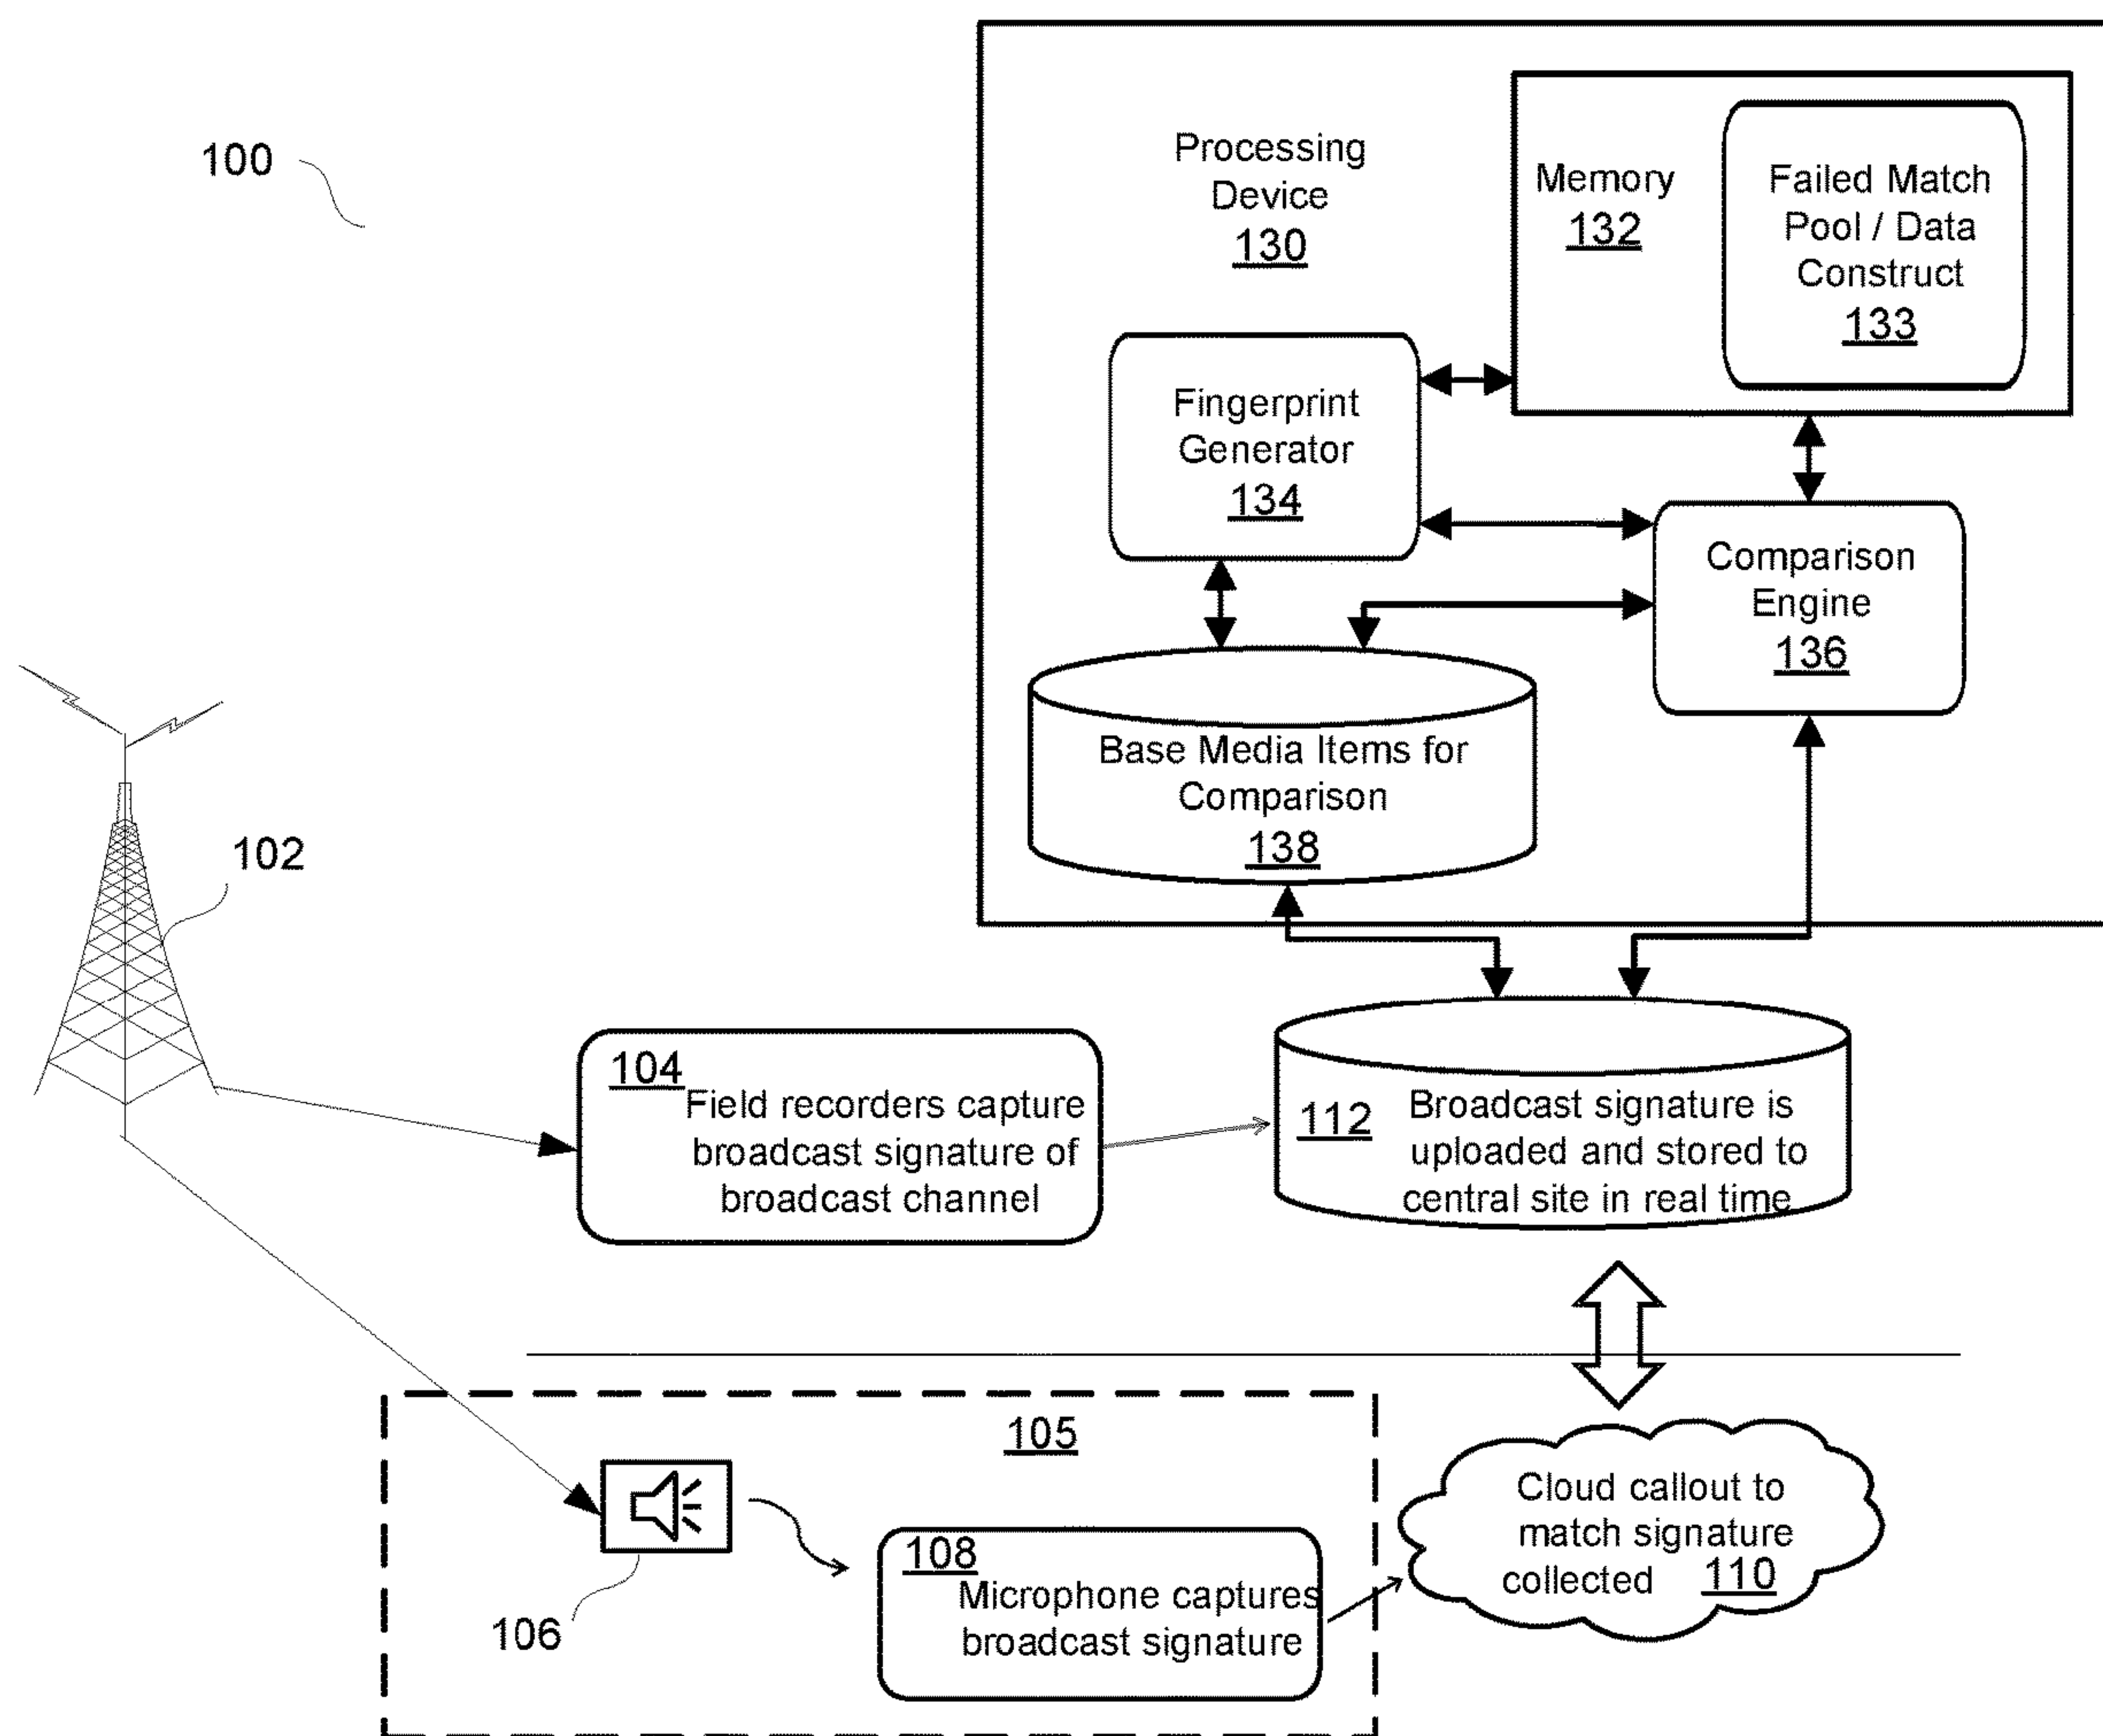 100
Processing
Device
130
Memory
132
Failed Match
Pool / Data
Construct
133
Fingerprint
Generator
134
Comparison
Engine
136
Base Media Items for
Comparison
138
102
104
Field recorders capture
broadcast signature of
broadcast channel
112
Broadcast signature is
uploaded and stored to
central site in real time
105
106
108
Microphone captures
broadcast signature
Cloud callout to
match signature
collected 110